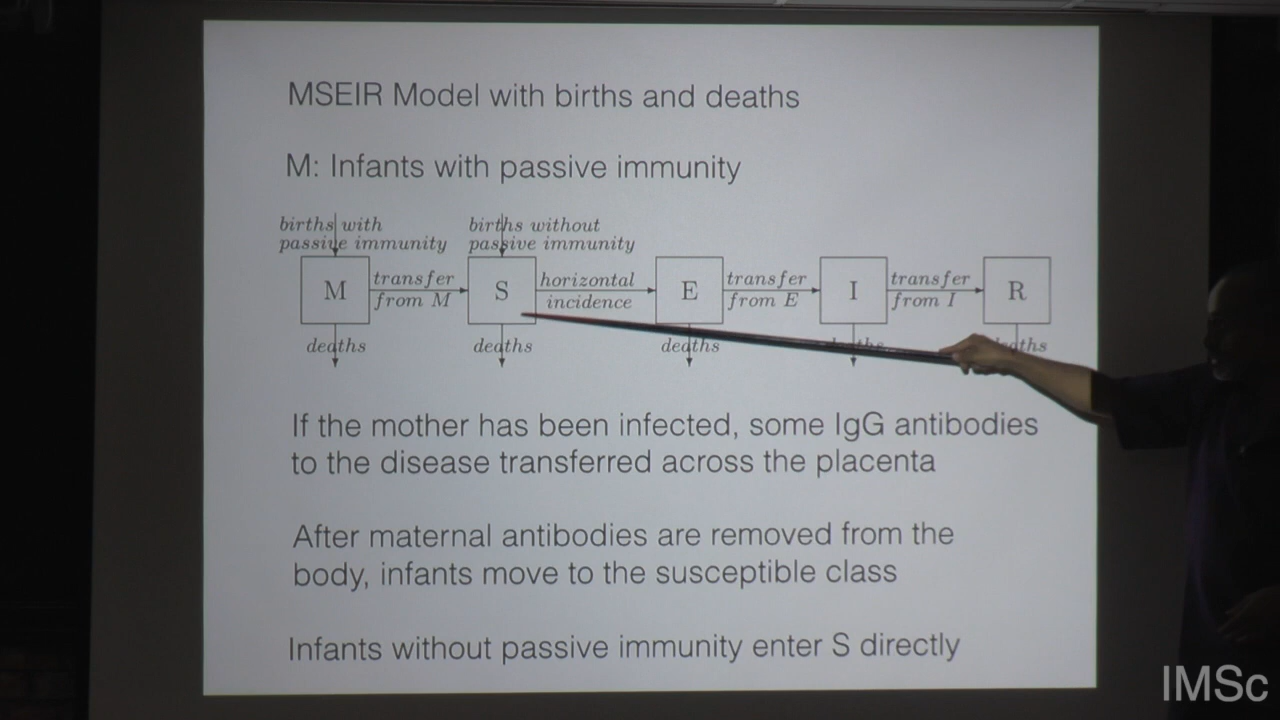 MSEIR Model with births and deaths
M: Infants with passive immunity
births with births without
passive immunity passive immunity
M transfer from M S horizontal incidence E transfer from E I transfer from I R
deaths deaths deaths
If the mother has been infected, some IgG antibodies
to the disease transferred across the placenta
After maternal antibodies are removed from the
body, infants move to the susceptible class
Infants without passive immunity enter S directly
IMSc